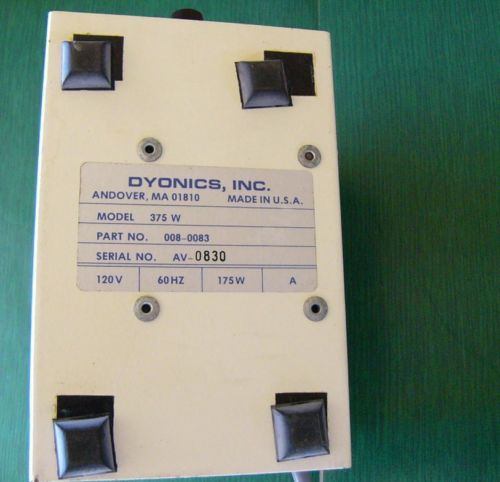 DYONICS, INC.
ANDOVER, MA 01810 MADE IN U.S.A.
MODEL 375 W
PART NO. 008-0083
SERIAL NO. AV-0830
120V 60HZ 175W A